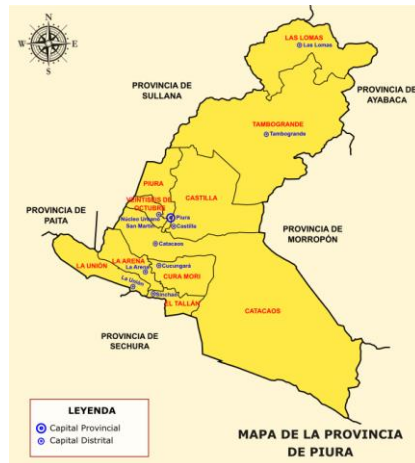 N
W
E
S
LAS LOMAS
Las Lomas
PROVINCIA DE
SULLANA
PROVINCIA DE
AYABACA
TAMBOGRANDE
Tambogrande
PIURA
CASTILLA
VEINTISEIS DE
OCTUBRE
Núcleo Urbano
San Martín
Piura
Castilla
PROVINCIA DE
PAITA
PROVINCIA DE
MORROPÓN
Catacaos
LA ARENA
La Arena
Cucungará
LA UNIÓN
La Unión
CURA MORI
Sinchao
EL TALLÁN
CATACAOS
PROVINCIA DE
SECHURA
LEYENDA
Capital Provincial
Capital Distrital
MAPA DE LA PROVINCIA
DE PIURA